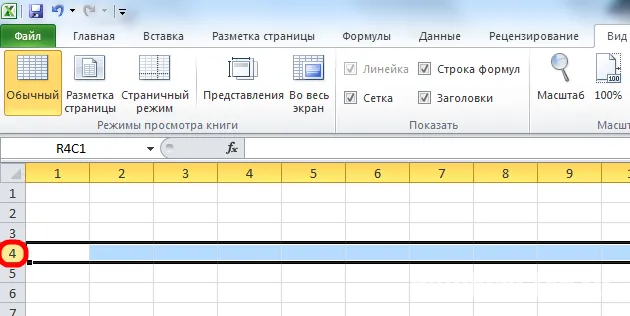 Файл Главная Вставка Разметка страницы Формулы Данные Рецензирование Вид
Обычный Разметка страницы Страничный режим Представления Во весь экран
Линейка Строка формул
Сетка Заголовки
Масштаб 100%
Режимы просмотра книги Показать
R4C1 fx
1 2 3 4 5 6 7 8 9
1
2
3
4
5
6
7